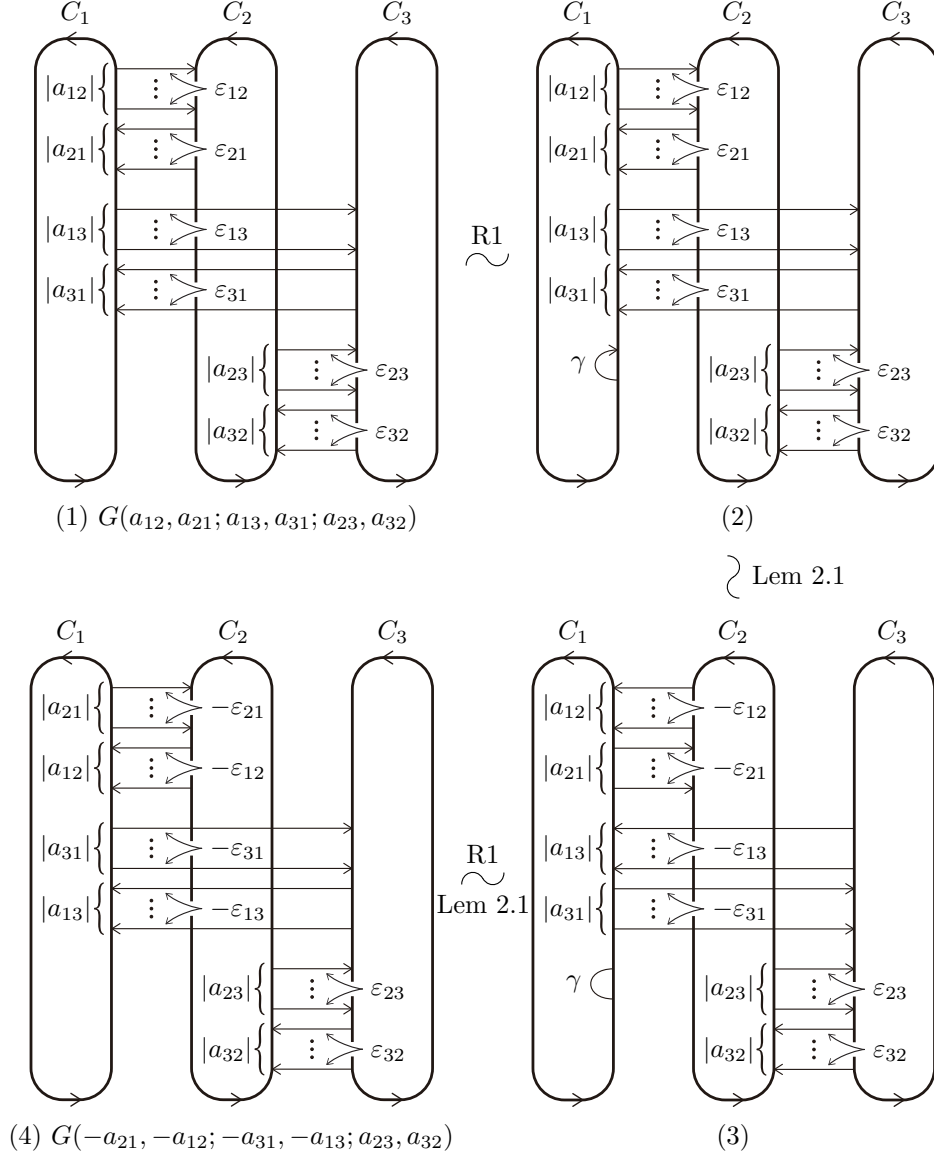 C₁ C₂ C₃ C₁ C₂ C₃
|a₁₂| ⋮ ε₁₂ |a₁₂| ⋮ ε₁₂
|a₂₁| ⋮ ε₂₁ |a₂₁| ⋮ ε₂₁
|a₁₃| ⋮ ε₁₃ R1 |a₁₃| ⋮ ε₁₃
|a₃₁| ⋮ ε₃₁ |a₃₁| ⋮ ε₃₁
|a₂₃| ⋮ ε₂₃ γ |a₂₃| ⋮ ε₂₃
|a₃₂| ⋮ ε₃₂ |a₃₂| ⋮ ε₃₂
(1) G(a₁₂, a₂₁; a₁₃, a₃₁; a₂₃, a₃₂) (2)
Lem 2.1
C₁ C₂ C₃ C₁ C₂ C₃
|a₂₁| ⋮ −ε₂₁ |a₁₂| ⋮ −ε₁₂
|a₁₂| ⋮ −ε₁₂ |a₂₁| ⋮ −ε₂₁
|a₃₁| ⋮ −ε₃₁ R1 |a₁₃| ⋮ −ε₁₃
|a₁₃| ⋮ −ε₁₃ Lem 2.1 |a₃₁| ⋮ −ε₃₁
|a₂₃| ⋮ ε₂₃ γ |a₂₃| ⋮ ε₂₃
|a₃₂| ⋮ ε₃₂ |a₃₂| ⋮ ε₃₂
(4) G(−a₂₁, −a₁₂; −a₃₁, −a₁₃; a₂₃, a₃₂) (3)